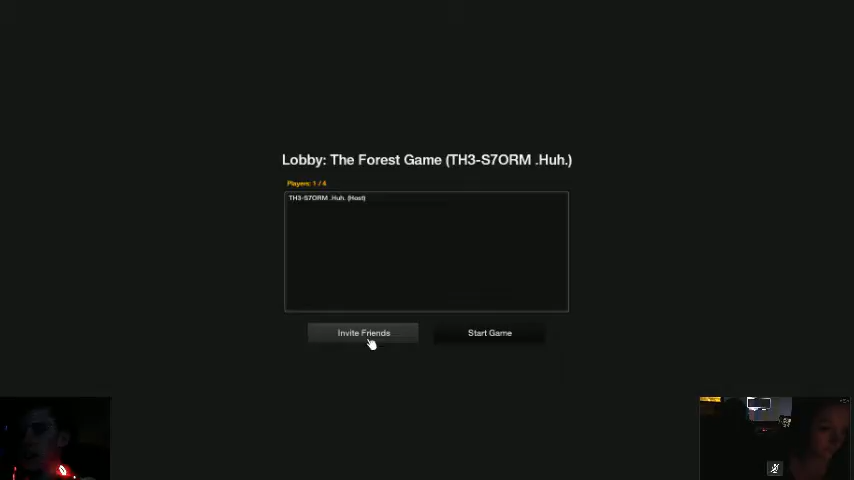 Lobby: The Forest Game (TH3-S7ORM .Huh.)
Players: 1 / 4
TH3-S7ORM .Huh. (Host)
Invite Friends
Start Game